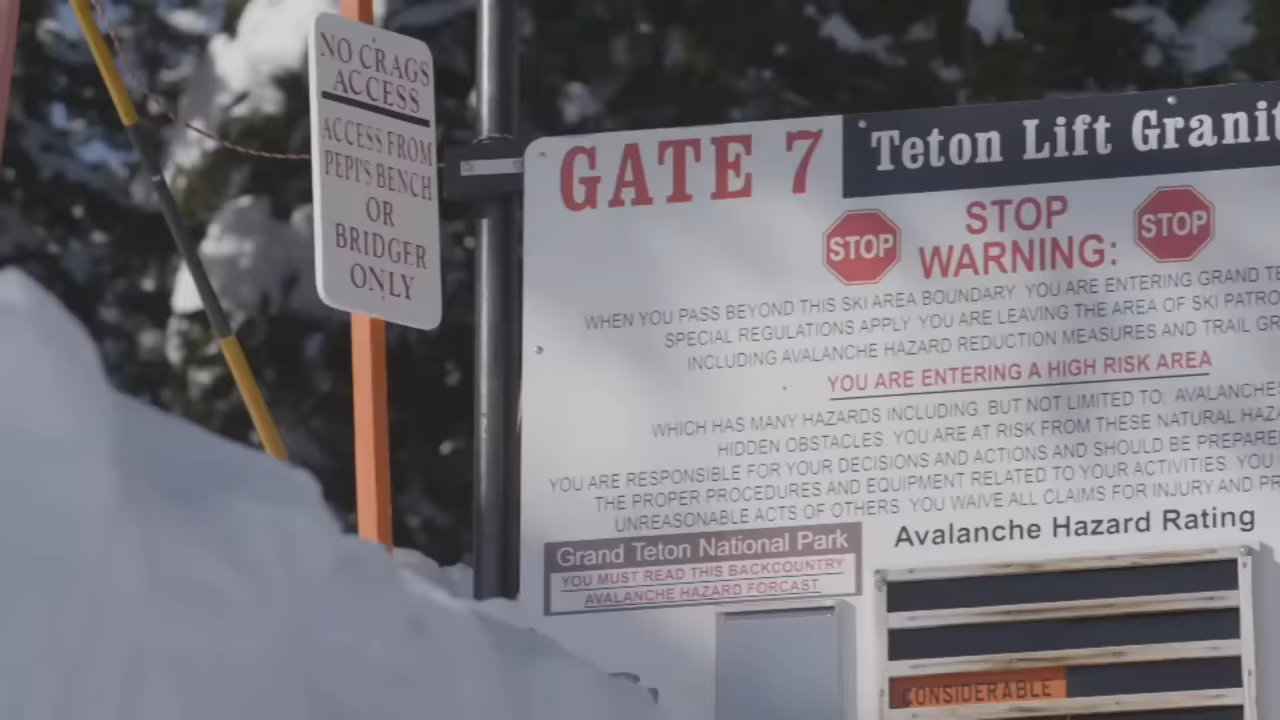 NO CRAGS
ACCESS
ACCESS FROM
PEPI'S BENCH
OR
BRIDGER
ONLY
GATE 7
Teton Lift Granit
STOP
STOP
WARNING:
STOP
WHEN YOU PASS BEYOND THIS SKI AREA BOUNDARY YOU ARE ENTERING GRAND TE
SPECIAL REGULATIONS APPLY YOU ARE LEAVING THE AREA OF SKI PATRO
INCLUDING AVALANCHE HAZARD REDUCTION MEASURES AND TRAIL GR
YOU ARE ENTERING A HIGH RISK AREA
WHICH HAS MANY HAZARDS INCLUDING, BUT NOT LIMITED TO: AVALANCHES
HIDDEN OBSTACLES. YOU ARE AT RISK FROM THESE NATURAL HAZA
YOU ARE RESPONSIBLE FOR YOUR DECISIONS AND ACTIONS AND SHOULD BE PREPARE
THE PROPER PROCEDURES AND EQUIPMENT RELATED TO YOUR ACTIVITIES. YOU
UNREASONABLE ACTS OF OTHERS. YOU WAIVE ALL CLAIMS FOR INJURY AND PR
Grand Teton National Park
YOU MUST READ THIS BACKCOUNTRY
AVALANCHE HAZARD FORCAST
Avalanche Hazard Rating
CONSIDERABLE